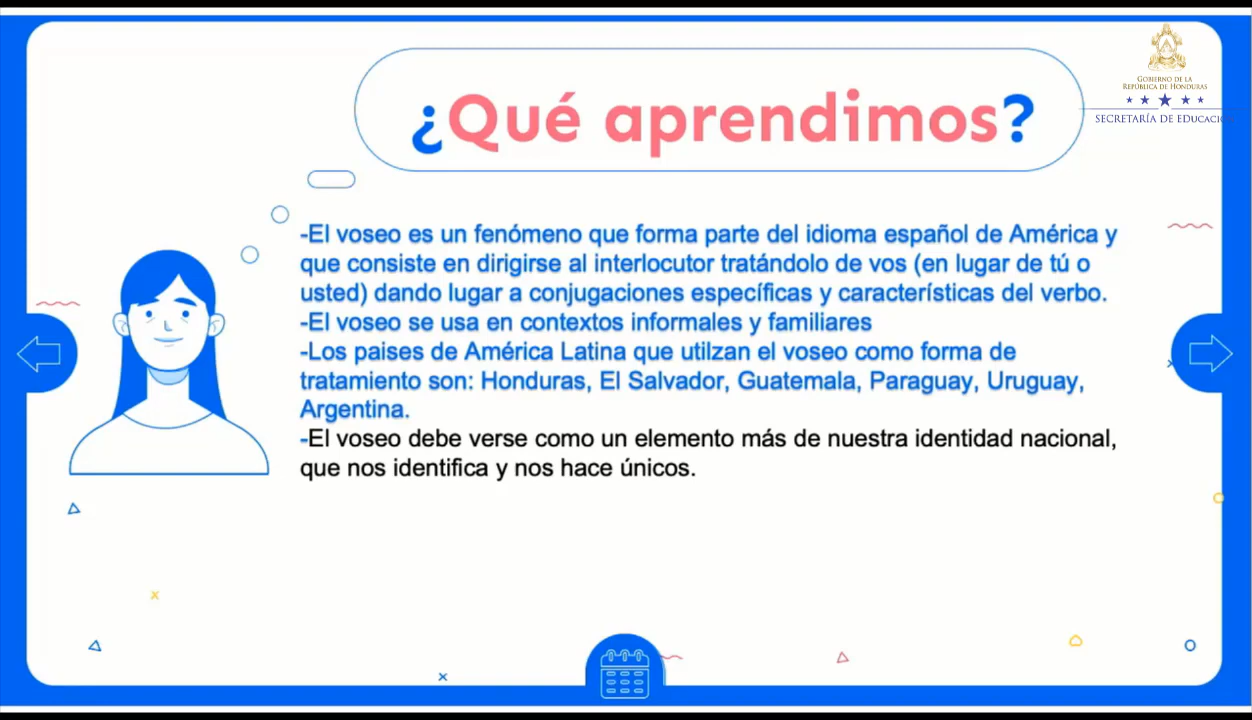 GOBIERNO DE LA
REPÚBLICA DE HONDURAS
SECRETARÍA DE EDUCACIÓ
¿Qué aprendimos?
-El voseo es un fenómeno que forma parte del idioma español de América y
que consiste en dirigirse al interlocutor tratándolo de vos (en lugar de tú o
usted) dando lugar a conjugaciones específicas y características del verbo.
-El voseo se usa en contextos informales y familiares
-Los paises de América Latina que utilzan el voseo como forma de
tratamiento son: Honduras, El Salvador, Guatemala, Paraguay, Uruguay,
Argentina.
-El voseo debe verse como un elemento más de nuestra identidad nacional,
que nos identifica y nos hace únicos.